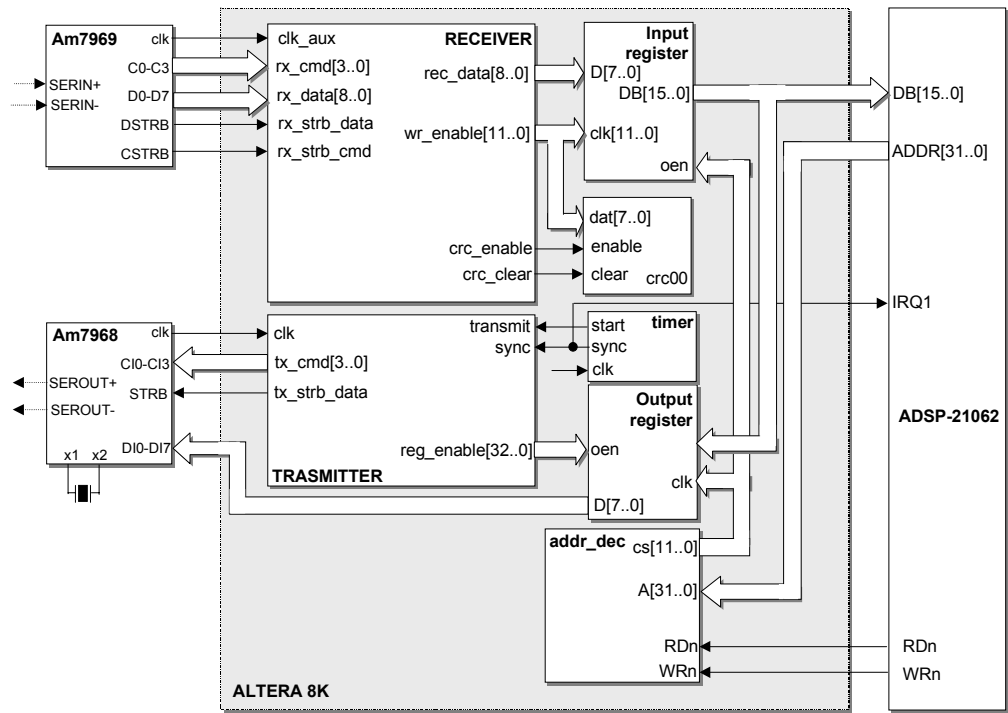 Am7969
clk
C0-C3
D0-D7
DSTRB
CSTRB
SERIN+
SERIN-
RECEIVER
clk_aux
rx_cmd[3..0]
rx_data[8..0]
rx_strb_data
rx_strb_cmd
rec_data[8..0]
wr_enable[11..0]
crc_enable
crc_clear
Input
register
D[7..0]
DB[15..0]
clk[11..0]
oen
dat[7..0]
enable
clear
crc00
Am7968
clk
CI0-CI3
STRB
DI0-DI7
SEROUT+
SEROUT-
x1
x2
clk
tx_cmd[3..0]
tx_strb_data
transmit
sync
reg_enable[32..0]
TRASMITTER
timer
start
sync
clk
Output
register
oen
clk
D[7..0]
addr_dec
cs[11..0]
A[31..0]
RDn
WRn
ALTERA 8K
DB[15..0]
ADDR[31..0]
IRQ1
ADSP-21062
RDn
WRn